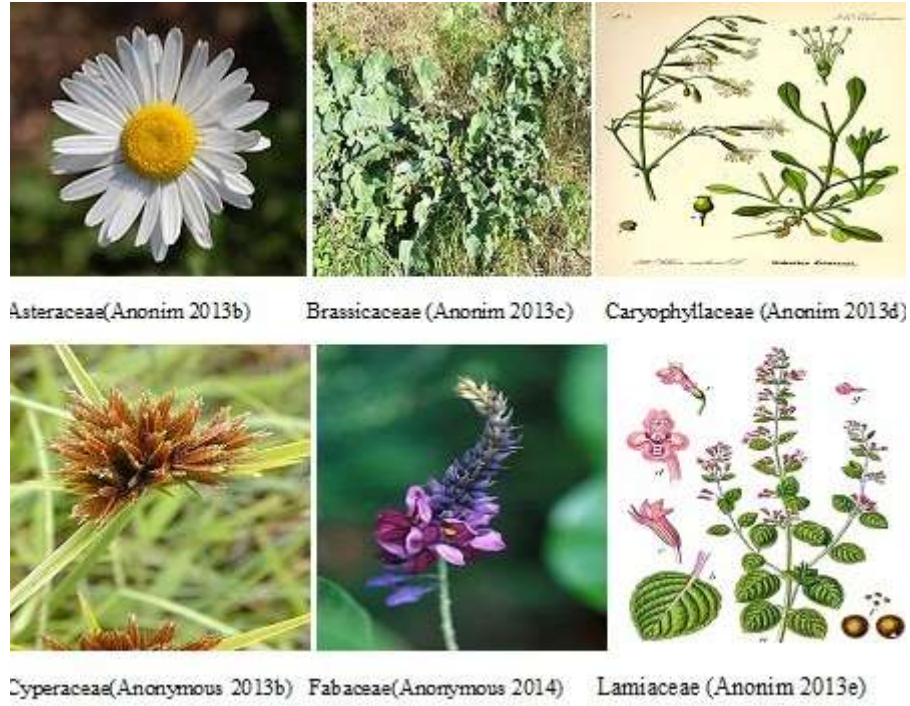 Asteraceae(Anonim 2013b)
Brassicaceae (Anonim 2013c)
Caryophyllaceae (Anonim 2013d)
Cyperaceae(Anonymous 2013b)
Fabaceae(Anonymous 2014)
Lamiaceae (Anonim 2013e)